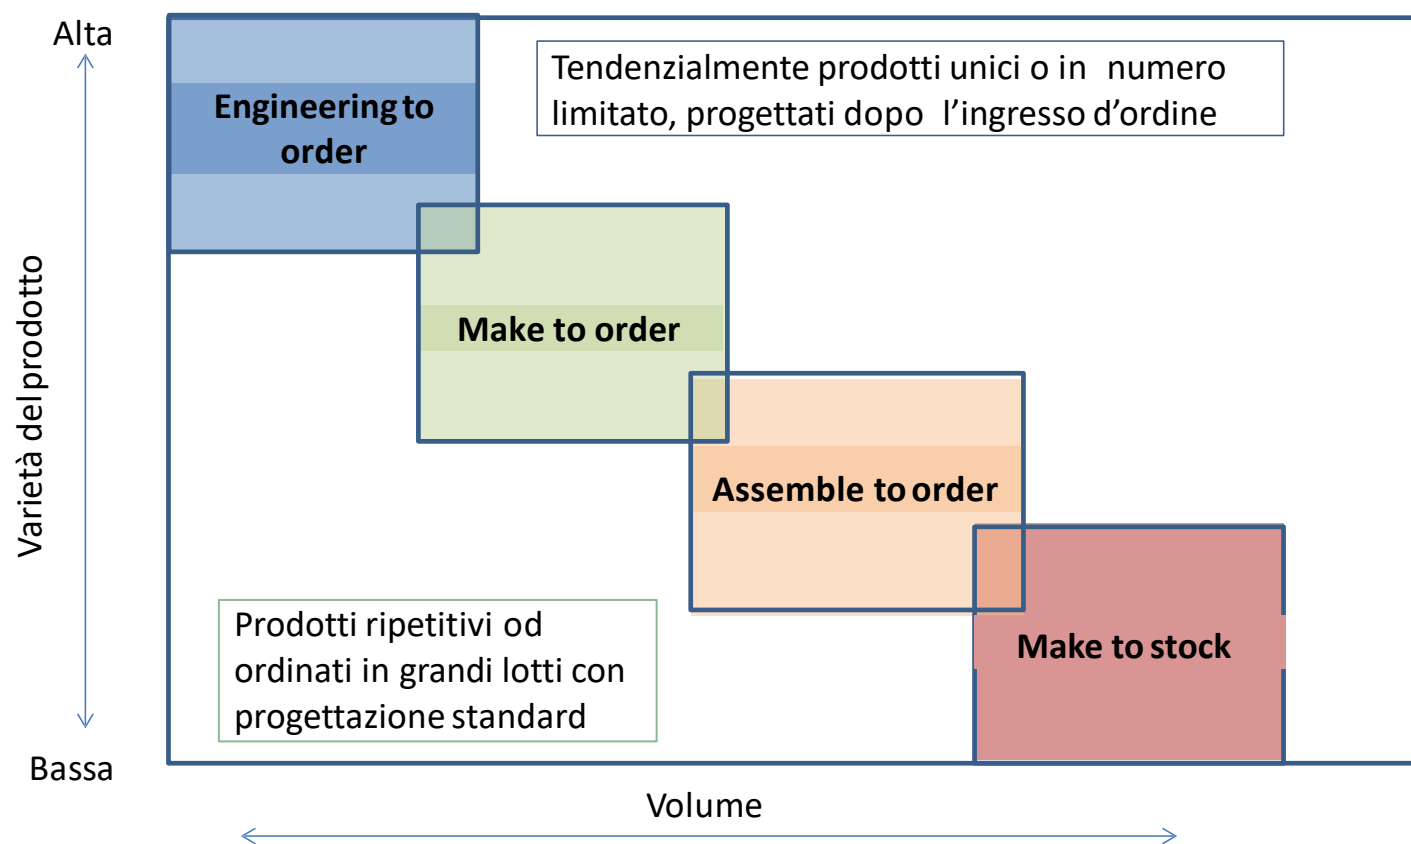 Alta
Tendenzialmente prodotti unici o in numero
limitato, progettati dopo l'ingresso d'ordine
Engineering to
order
Make to order
Varietà del prodotto
Assemble to order
Prodotti ripetitivi od
ordinati in grandi lotti con
progettazione standard
Make to stock
Bassa
Volume